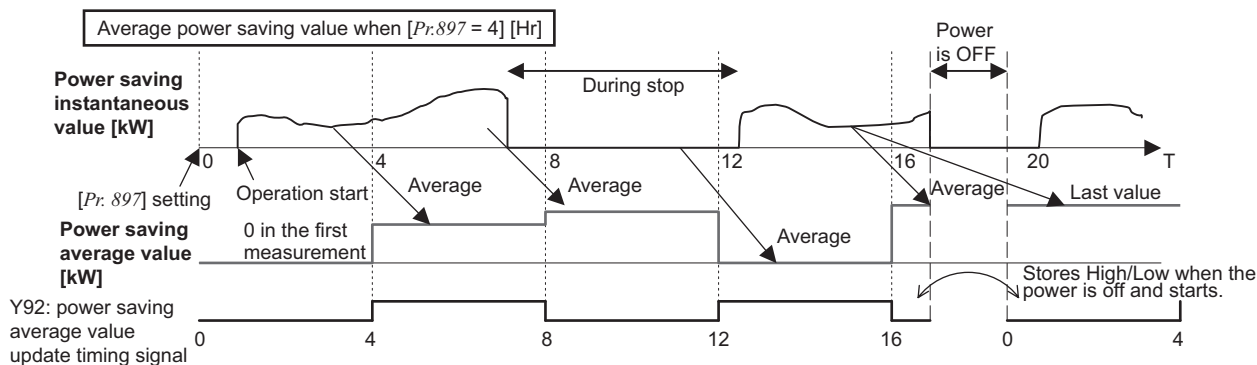 Average power saving value when [Pr.897 = 4] [Hr]
Power
is OFF
Power saving
instantaneous
value [kW]
During stop
0
4
8
12
16
20
T
[Pr. 897] setting
Operation start
Average
Average
Average
Last value
Power saving
average value
[kW]
0 in the first
measurement
Average
Stores High/Low when the
power is off and starts.
Y92: power saving
average value
update timing signal
0
4
8
12
16
0
4